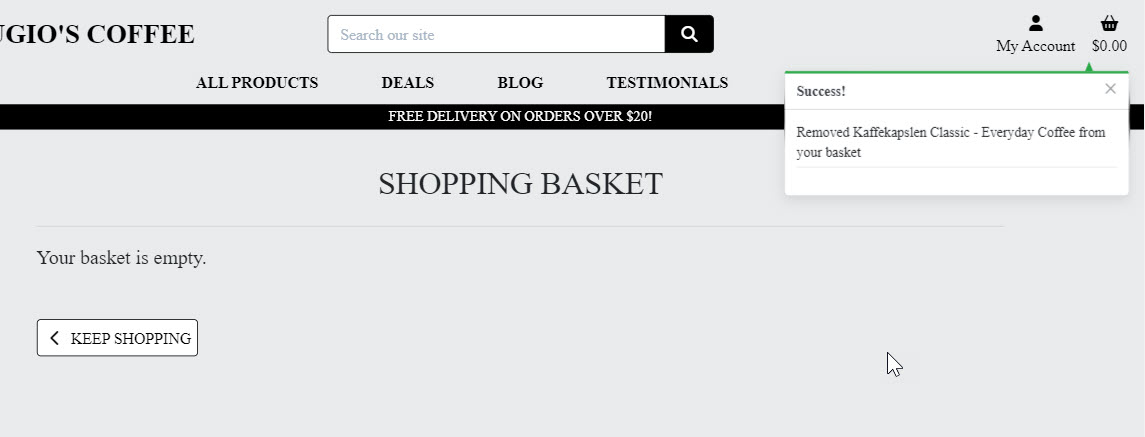 UGIO'S COFFEE
Search our site
My Account
$0.00
ALL PRODUCTS
DEALS
BLOG
TESTIMONIALS
FREE DELIVERY ON ORDERS OVER $20!
Success!
Removed Kaffekapslen Classic - Everyday Coffee from
your basket
SHOPPING BASKET
Your basket is empty.
KEEP SHOPPING